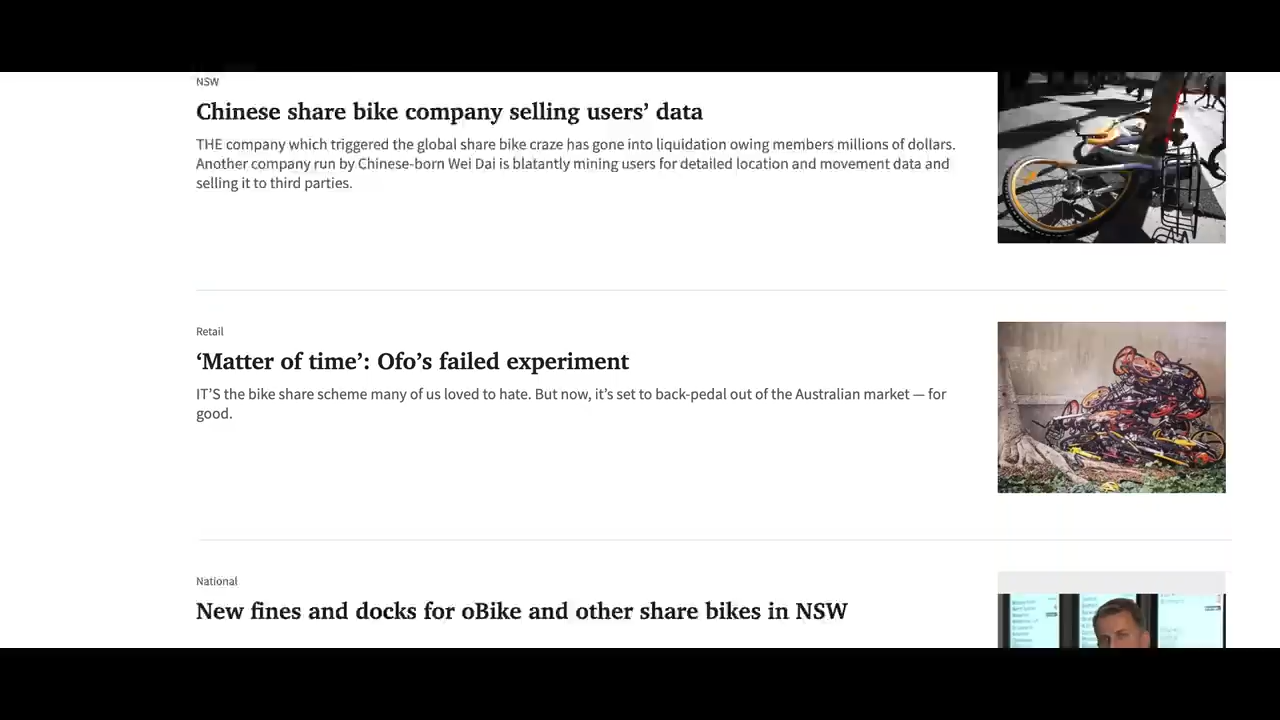 NSW
Chinese share bike company selling users’ data
THE company which triggered the global share bike craze has gone into liquidation owing members millions of dollars.
Another company run by Chinese-born Wei Dai is blatantly mining users for detailed location and movement data and
selling it to third parties.
Retail
‘Matter of time’: Ofo’s failed experiment
IT’S the bike share scheme many of us loved to hate. But now, it’s set to back-pedal out of the Australian market — for
good.
National
New fines and docks for oBike and other share bikes in NSW